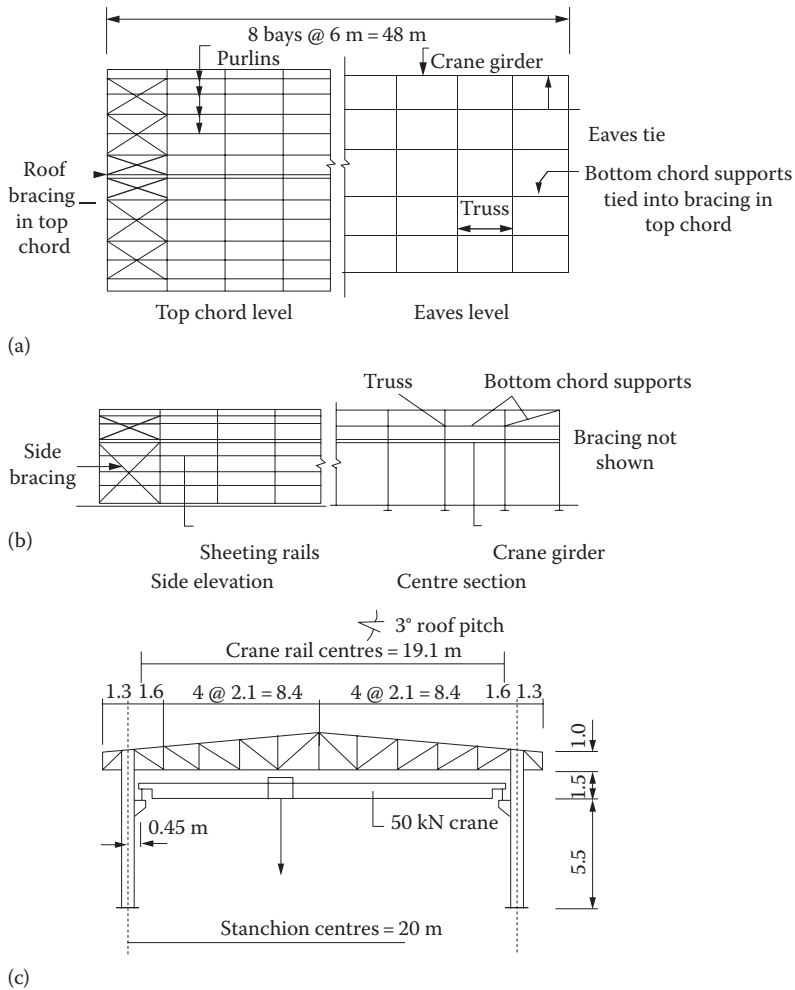 8 bays @ 6 m = 48 m
Purlins
Crane girder
Eaves tie
Roof
bracing
in top
chord
Bottom chord supports
tied into bracing in
top chord
Truss
Top chord level
Eaves level
(a)
Truss
Bottom chord supports
Side
bracing
Bracing not
shown
(b)
Sheeting rails
Crane girder
Side elevation
Centre section
3° roof pitch
Crane rail centres = 19.1 m
1.3 1.6 4 @ 2.1 = 8.4 4 @ 2.1 = 8.4 1.6 1.3
1.0
1.5
50 kN crane
0.45 m
5.5
Stanchion centres = 20 m
(c)